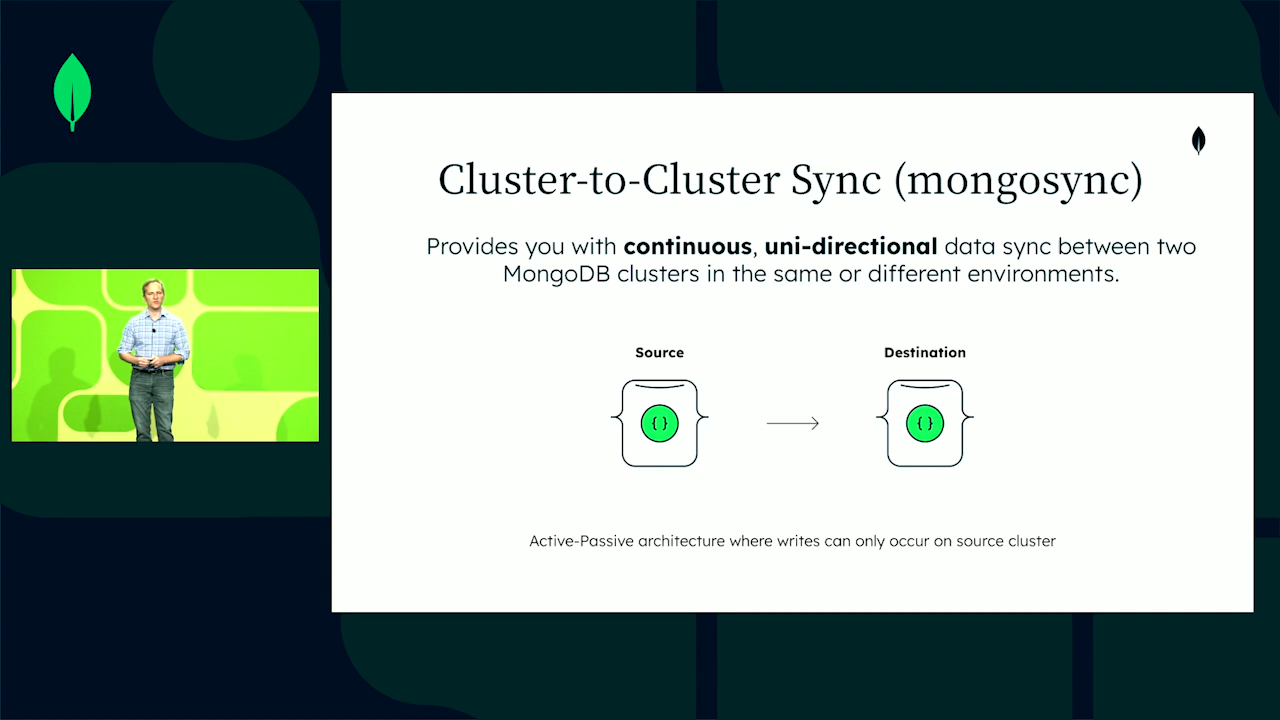 Cluster-to-Cluster Sync (mongosync)
Provides you with continuous, uni-directional data sync between two
MongoDB clusters in the same or different environments.
Source
Destination
{ }
{ }
Active-Passive architecture where writes can only occur on source cluster